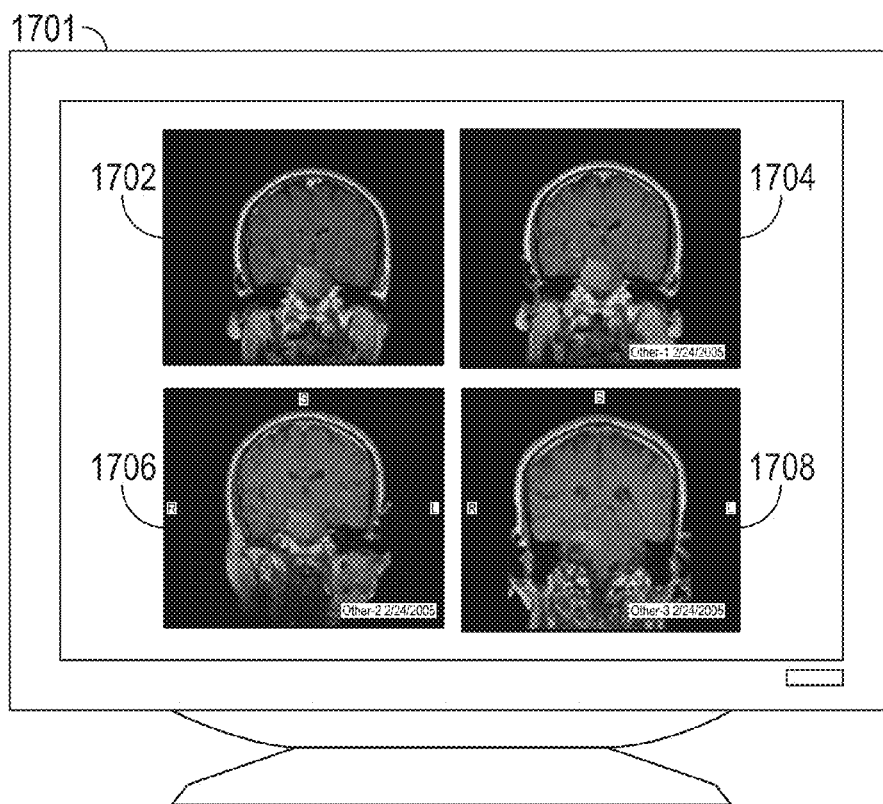 1701
1702
1704
Other-1 2/24/2005
S
S
1706
1708
R
L
R
L
Other-2 2/24/2005
Other-3 2/24/2005